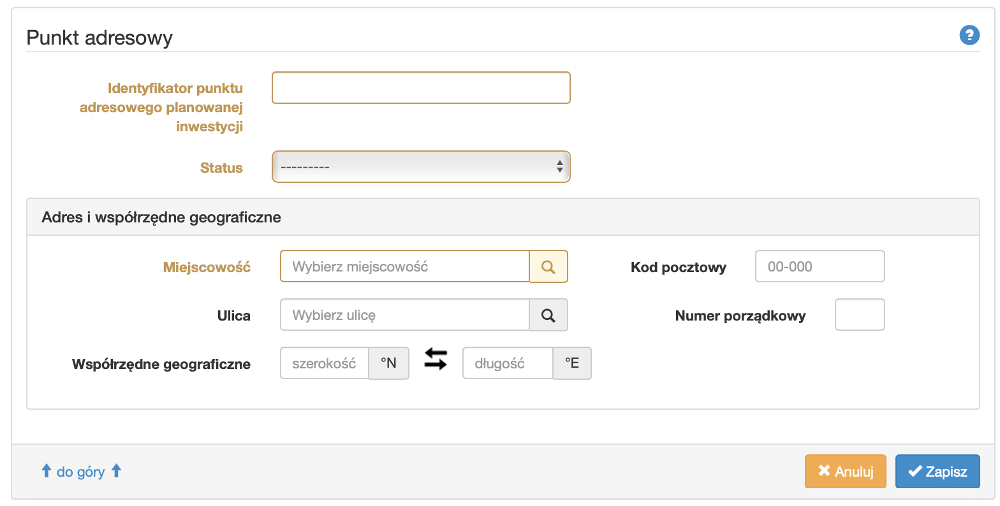 Punkt adresowy
?
Identyfikator punktu
adresowego planowanej
inwestycji
Status
---------
Adres i współrzędne geograficzne
Miejscowość
Wybierz miejscowość
Kod pocztowy
00-000
Ulica
Wybierz ulicę
Numer porządkowy
Współrzędne geograficzne
szerokość
°N
długość
°E
do góry
Anuluj
Zapisz